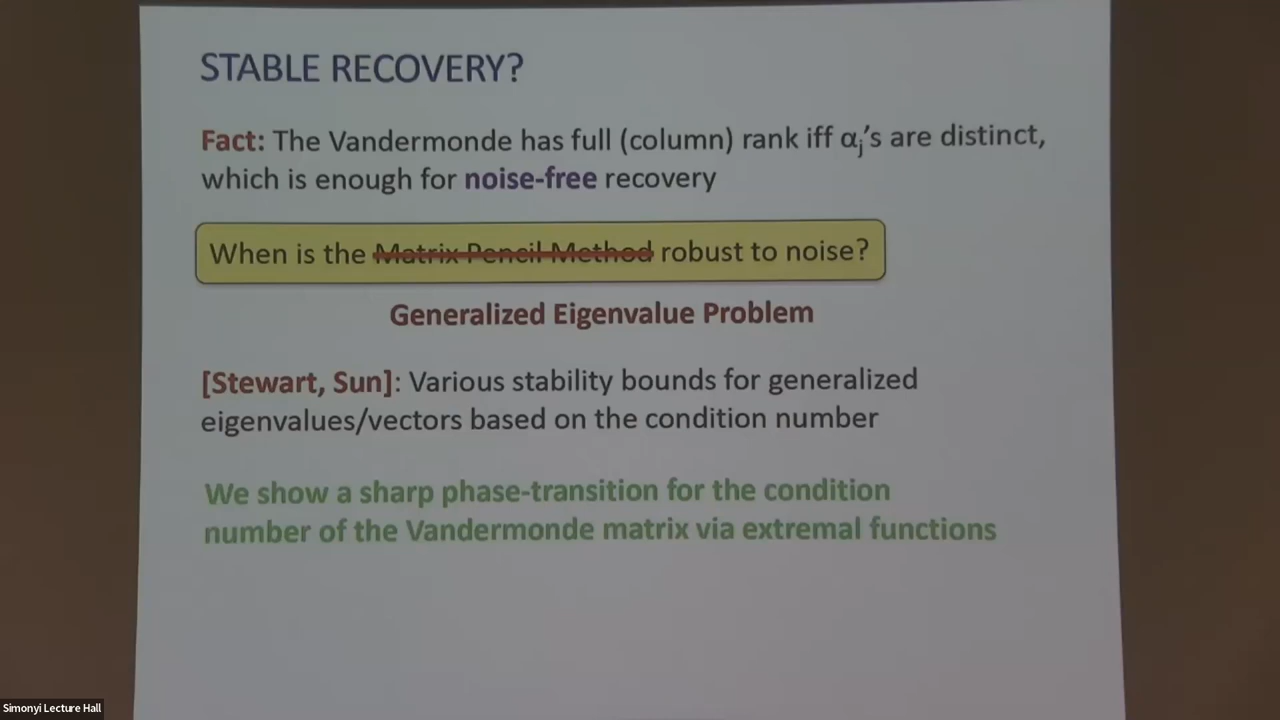 STABLE RECOVERY?
Fact: The Vandermonde has full (column) rank iff αj's are distinct,
which is enough for noise-free recovery
When is the Matrix Pencil Method robust to noise?
Generalized Eigenvalue Problem
[Stewart, Sun]: Various stability bounds for generalized
eigenvalues/vectors based on the condition number
We show a sharp phase-transition for the condition
number of the Vandermonde matrix via extremal functions
Simonyi Lecture Hall